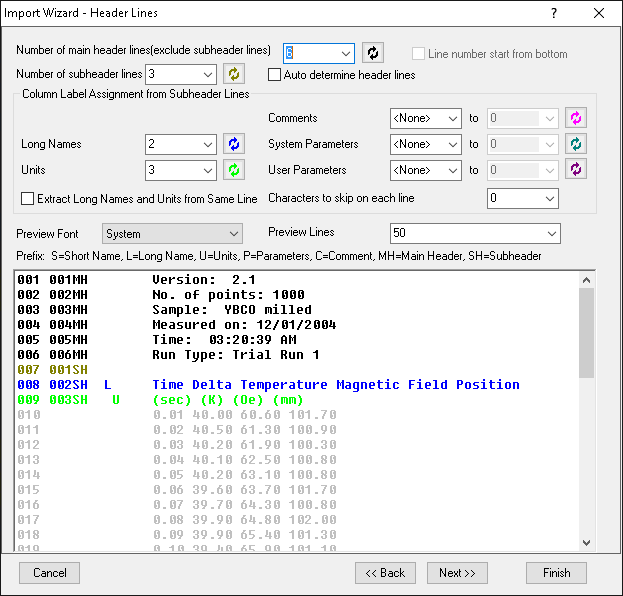 Import Wizard - Header Lines
Number of main header lines(exclude subheader lines) 6 Line number start from bottom
Number of subheader lines 3 Auto determine header lines
Column Label Assignment from Subheader Lines
Comments <None> to 0
Long Names 2 System Parameters <None> to 0
Units 3 User Parameters <None> to 0
Extract Long Names and Units from Same Line Characters to skip on each line 0
Preview Font System Preview Lines 50
Prefix: S=Short Name, L=Long Name, U=Units, P=Parameters, C=Comment, MH=Main Header, SH=Subheader
001 001MH Version: 2.1
002 002MH No. of points: 1000
003 003MH Sample: YBCO milled
004 004MH Measured on: 12/01/2004
005 005MH Time: 03:20:39 AM
006 006MH Run Type: Trial Run 1
007 001SH
008 002SH L Time Delta Temperature Magnetic Field Position
009 003SH U (sec) (K) (Oe) (mm)
010 0.01 40.00 60.60 101.70
011 0.02 40.50 61.30 100.90
012 0.03 40.20 61.90 100.30
013 0.04 40.10 62.50 100.80
014 0.05 40.20 63.10 100.80
015 0.06 39.60 63.70 101.70
016 0.07 39.70 64.30 100.80
017 0.08 39.90 64.80 102.00
018 0.09 39.90 65.40 101.30
019 0.10 39.40 65.90 101.10
Cancel << Back Next >> Finish